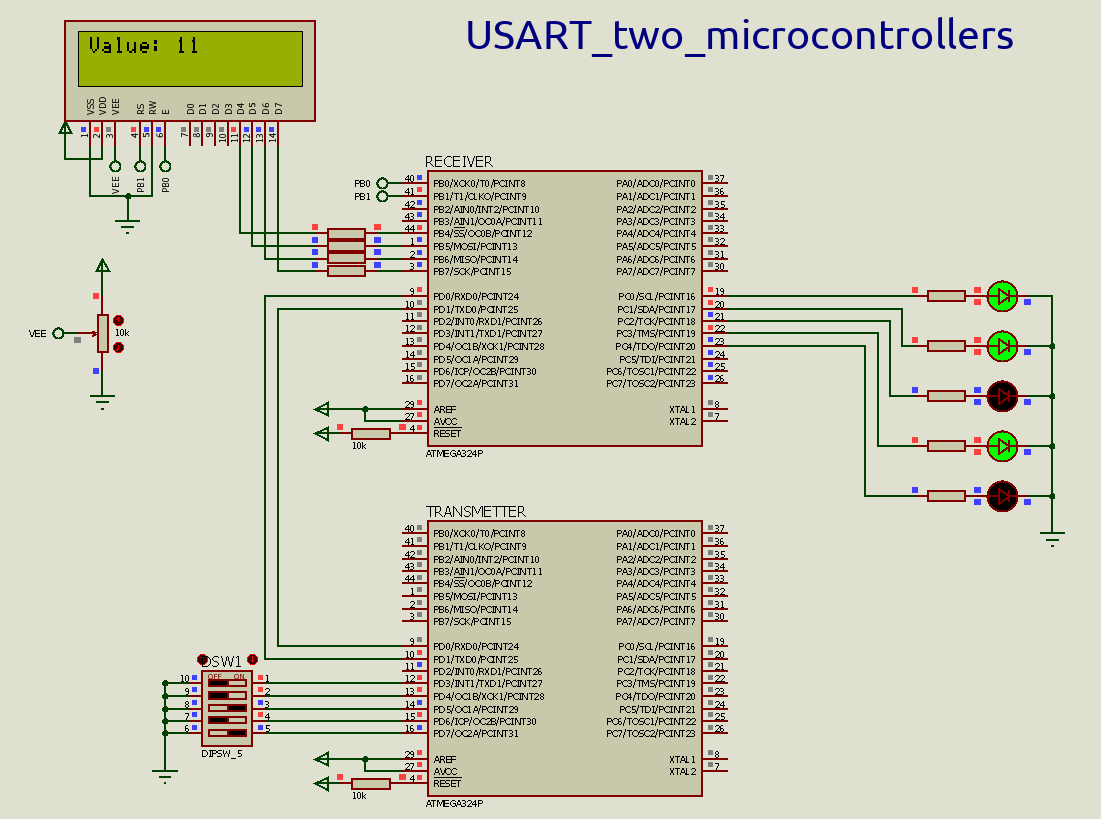 USART_two_microcontrollers
Value: 11
VSS VDD VEE RS RW E D0 D1 D2 D3 D4 D5 D6 D7
1 2 3 4 5 6 7 8 9 10 11 12 13 14
VEE PB1 PB0
VEE
10k
RECEIVER
PB0
PB1
40 PB0/XCK0/T0/PCINT8 PA0/ADC0/PCINT0 37
41 PB1/T1/CLKO/PCINT9 PA1/ADC1/PCINT1 36
42 PB2/AIN0/INT2/PCINT10 PA2/ADC2/PCINT2 35
43 PB3/AIN1/OC0A/PCINT11 PA3/ADC3/PCINT3 34
44 PB4/SS/OC0B/PCINT12 PA4/ADC4/PCINT4 33
1 PB5/MOSI/PCINT13 PA5/ADC5/PCINT5 32
2 PB6/MISO/PCINT14 PA6/ADC6/PCINT6 31
3 PB7/SCK/PCINT15 PA7/ADC7/PCINT7 30
9 PD0/RXD0/PCINT24 PC0/SCL/PCINT16 19
10 PD1/TXD0/PCINT25 PC1/SDA/PCINT17 20
11 PD2/INT0/RXD1/PCINT26 PC2/TCK/PCINT18 21
12 PD3/INT1/TXD1/PCINT27 PC3/TMS/PCINT19 22
13 PD4/OC1B/XCK1/PCINT28 PC4/TDO/PCINT20 23
14 PD5/OC1A/PCINT29 PC5/TDI/PCINT21 24
15 PD6/ICP/OC2B/PCINT30 PC6/TOSC1/PCINT22 25
16 PD7/OC2A/PCINT31 PC7/TOSC2/PCINT23 26
29 AREF XTAL1 8
27 AVCC XTAL2 7
4 RESET
10k
ATMEGA324P
TRANSMETTER
40 PB0/XCK0/T0/PCINT8 PA0/ADC0/PCINT0 37
41 PB1/T1/CLKO/PCINT9 PA1/ADC1/PCINT1 36
42 PB2/AIN0/INT2/PCINT10 PA2/ADC2/PCINT2 35
43 PB3/AIN1/OC0A/PCINT11 PA3/ADC3/PCINT3 34
44 PB4/SS/OC0B/PCINT12 PA4/ADC4/PCINT4 33
1 PB5/MOSI/PCINT13 PA5/ADC5/PCINT5 32
2 PB6/MISO/PCINT14 PA6/ADC6/PCINT6 31
3 PB7/SCK/PCINT15 PA7/ADC7/PCINT7 30
9 PD0/RXD0/PCINT24 PC0/SCL/PCINT16 19
10 PD1/TXD0/PCINT25 PC1/SDA/PCINT17 20
11 PD2/INT0/RXD1/PCINT26 PC2/TCK/PCINT18 21
12 PD3/INT1/TXD1/PCINT27 PC3/TMS/PCINT19 22
13 PD4/OC1B/XCK1/PCINT28 PC4/TDO/PCINT20 23
14 PD5/OC1A/PCINT29 PC5/TDI/PCINT21 24
15 PD6/ICP/OC2B/PCINT30 PC6/TOSC1/PCINT22 25
16 PD7/OC2A/PCINT31 PC7/TOSC2/PCINT23 26
29 AREF XTAL1 8
27 AVCC XTAL2 7
4 RESET
10k
ATMEGA324P
DSW1
OFF ON
10 1
9 2
8 3
7 4
6 5
DIPSW_5